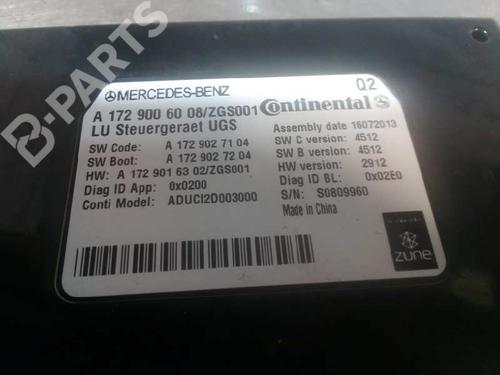 B-PARTS
MERCEDES-BENZ
Q2
A 172 900 60 08/ZGS001
Continental
LU Steuergeraet UGS
Assembly date 16072013
SW Code: A 172 902 71 04
SW C version: 4512
SW Boot: A 172 902 72 04
SW B version: 4512
HW: A 172 901 63 02/ZGS001
HW version: 2912
Diag ID App: 0x0200
Diag ID BL: 0x02E0
Conti Model: ADUCI2D003000
S/N: S0809960
Made in China
zune